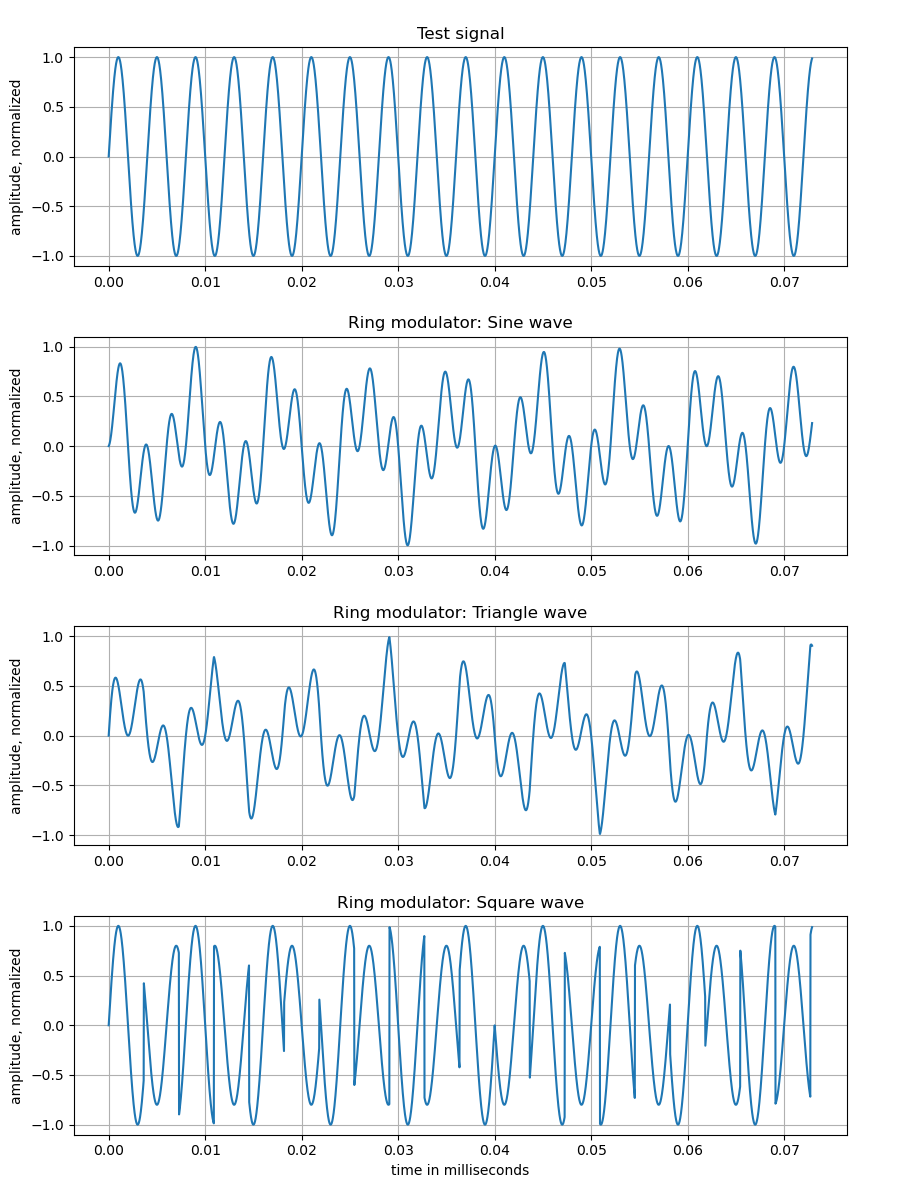 Test signal
amplitude, normalized
1.0
0.5
0.0
−0.5
−1.0
0.00 0.01 0.02 0.03 0.04 0.05 0.06 0.07
Ring modulator: Sine wave
amplitude, normalized
1.0
0.5
0.0
−0.5
−1.0
0.00 0.01 0.02 0.03 0.04 0.05 0.06 0.07
Ring modulator: Triangle wave
amplitude, normalized
1.0
0.5
0.0
−0.5
−1.0
0.00 0.01 0.02 0.03 0.04 0.05 0.06 0.07
Ring modulator: Square wave
amplitude, normalized
1.0
0.5
0.0
−0.5
−1.0
0.00 0.01 0.02 0.03 0.04 0.05 0.06 0.07
time in milliseconds